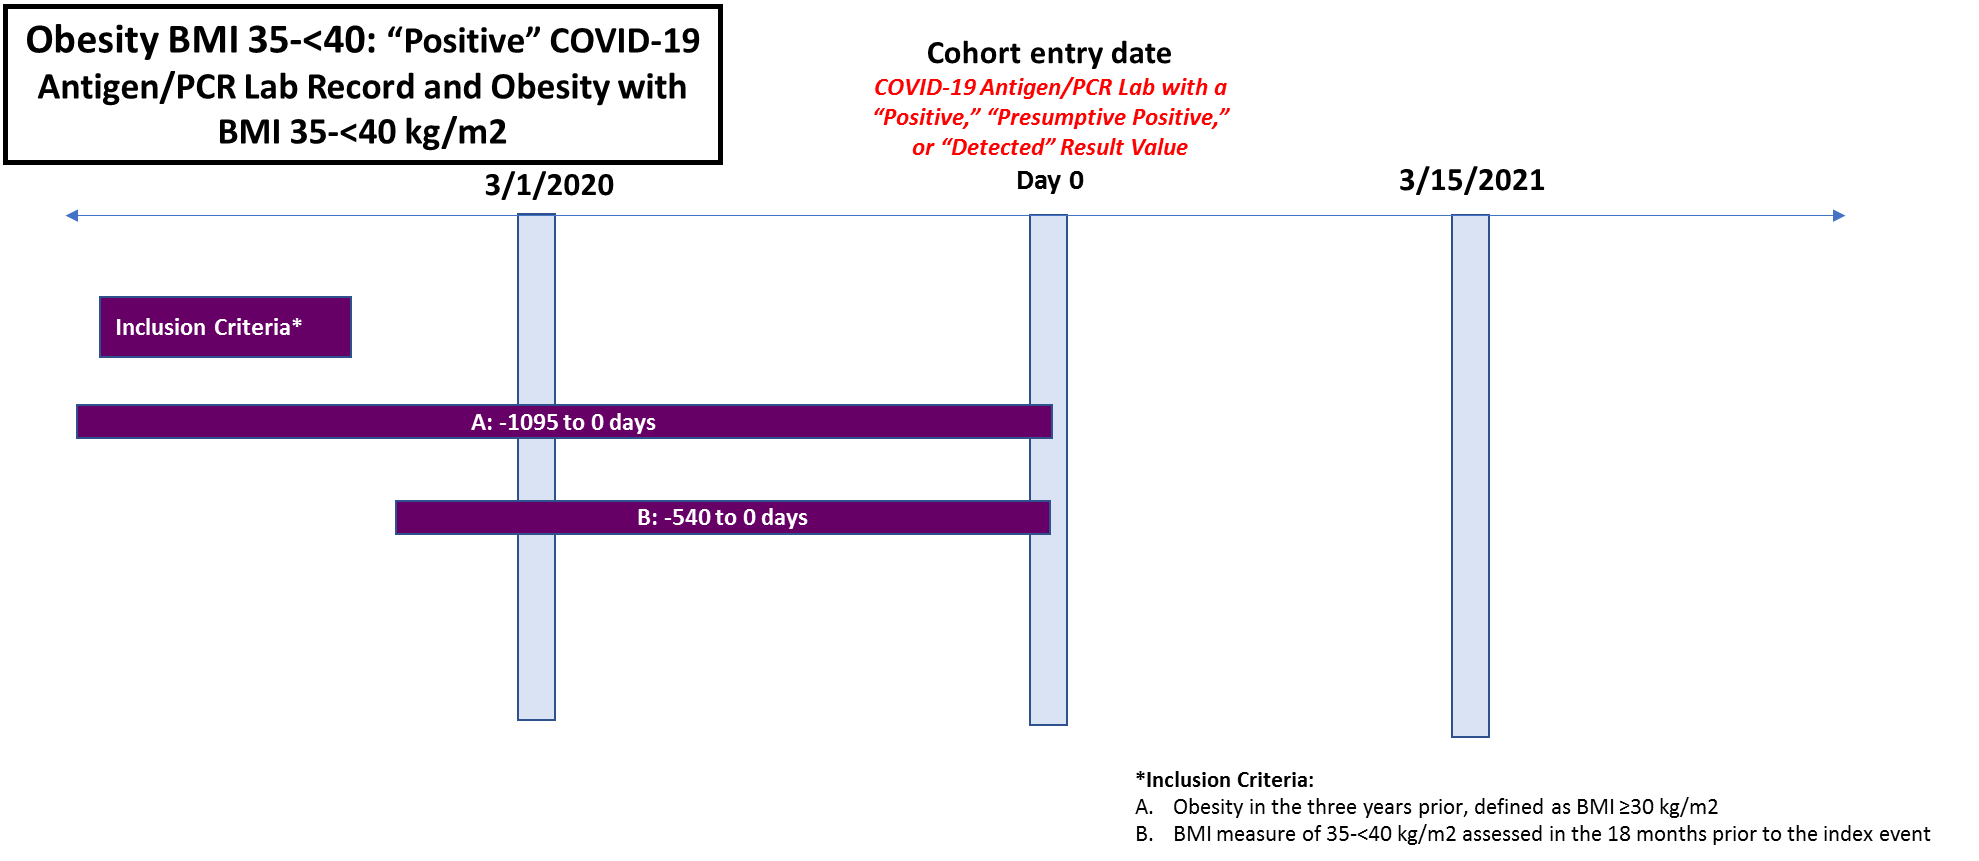 Obesity BMI 35-<40: “Positive” COVID-19
Antigen/PCR Lab Record and Obesity with
BMI 35-<40 kg/m2
Cohort entry date
COVID-19 Antigen/PCR Lab with a
“Positive,” “Presumptive Positive,”
or “Detected” Result Value
3/1/2020
Day 0
3/15/2021
Inclusion Criteria*
A: -1095 to 0 days
B: -540 to 0 days
*Inclusion Criteria:
A. Obesity in the three years prior, defined as BMI ≥30 kg/m2
B. BMI measure of 35-<40 kg/m2 assessed in the 18 months prior to the index event